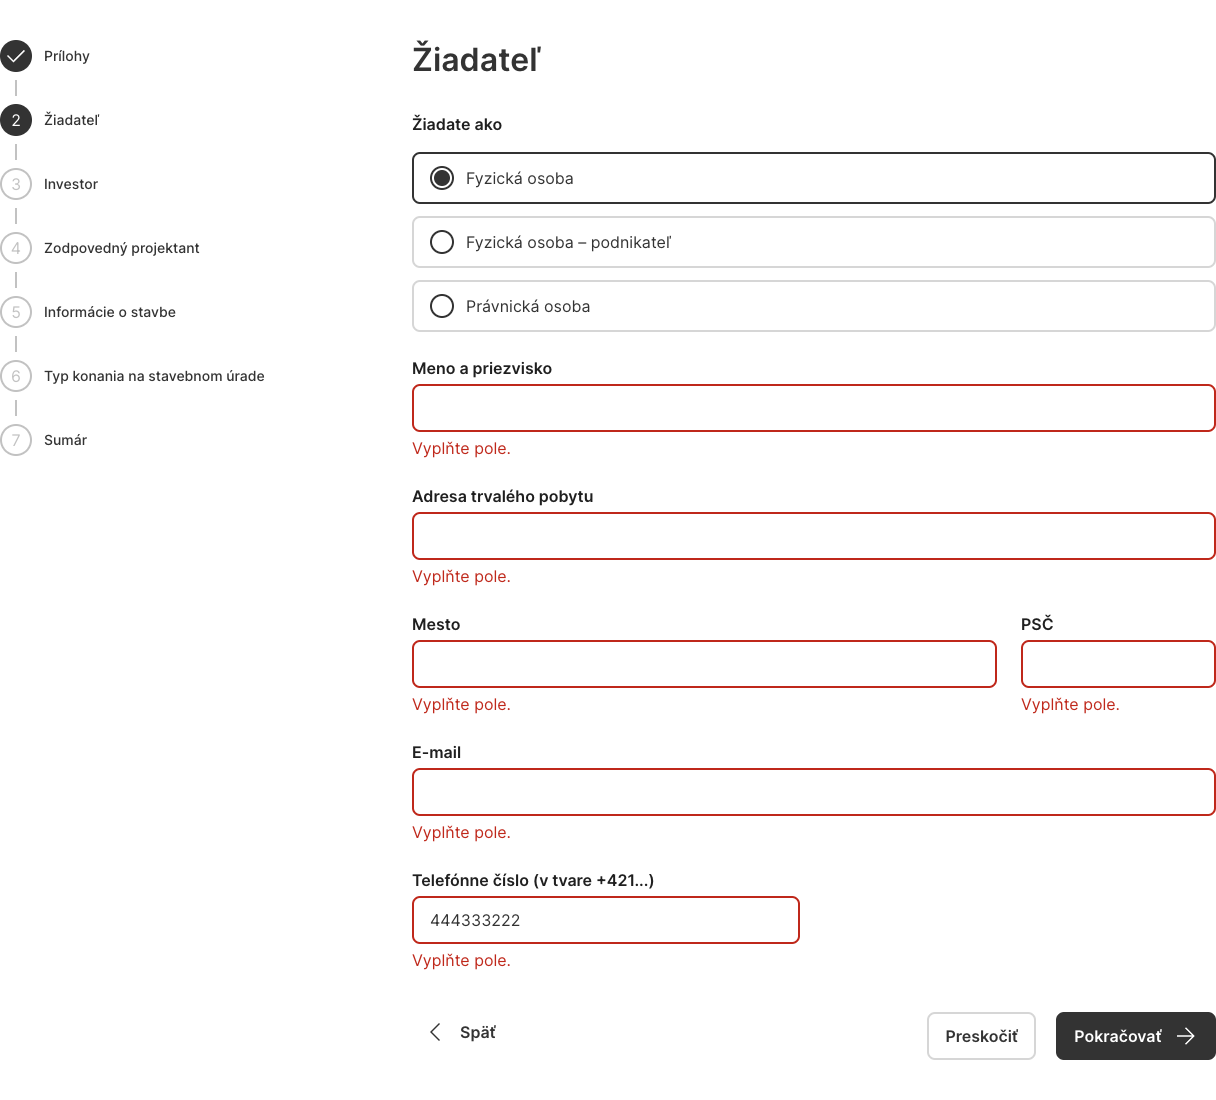 Prílohy
2
Žiadateľ
3
Investor
4
Zodpovedný projektant
5
Informácie o stavbe
6
Typ konania na stavebnom úrade
7
Sumár
Žiadateľ
Žiadate ako
Fyzická osoba
Fyzická osoba – podnikateľ
Právnická osoba
Meno a priezvisko
Vyplňte pole.
Adresa trvalého pobytu
Vyplňte pole.
Mesto
Vyplňte pole.
PSČ
Vyplňte pole.
E-mail
Vyplňte pole.
Telefónne číslo (v tvare +421...)
444333222
Vyplňte pole.
Späť
Preskočiť
Pokračovať